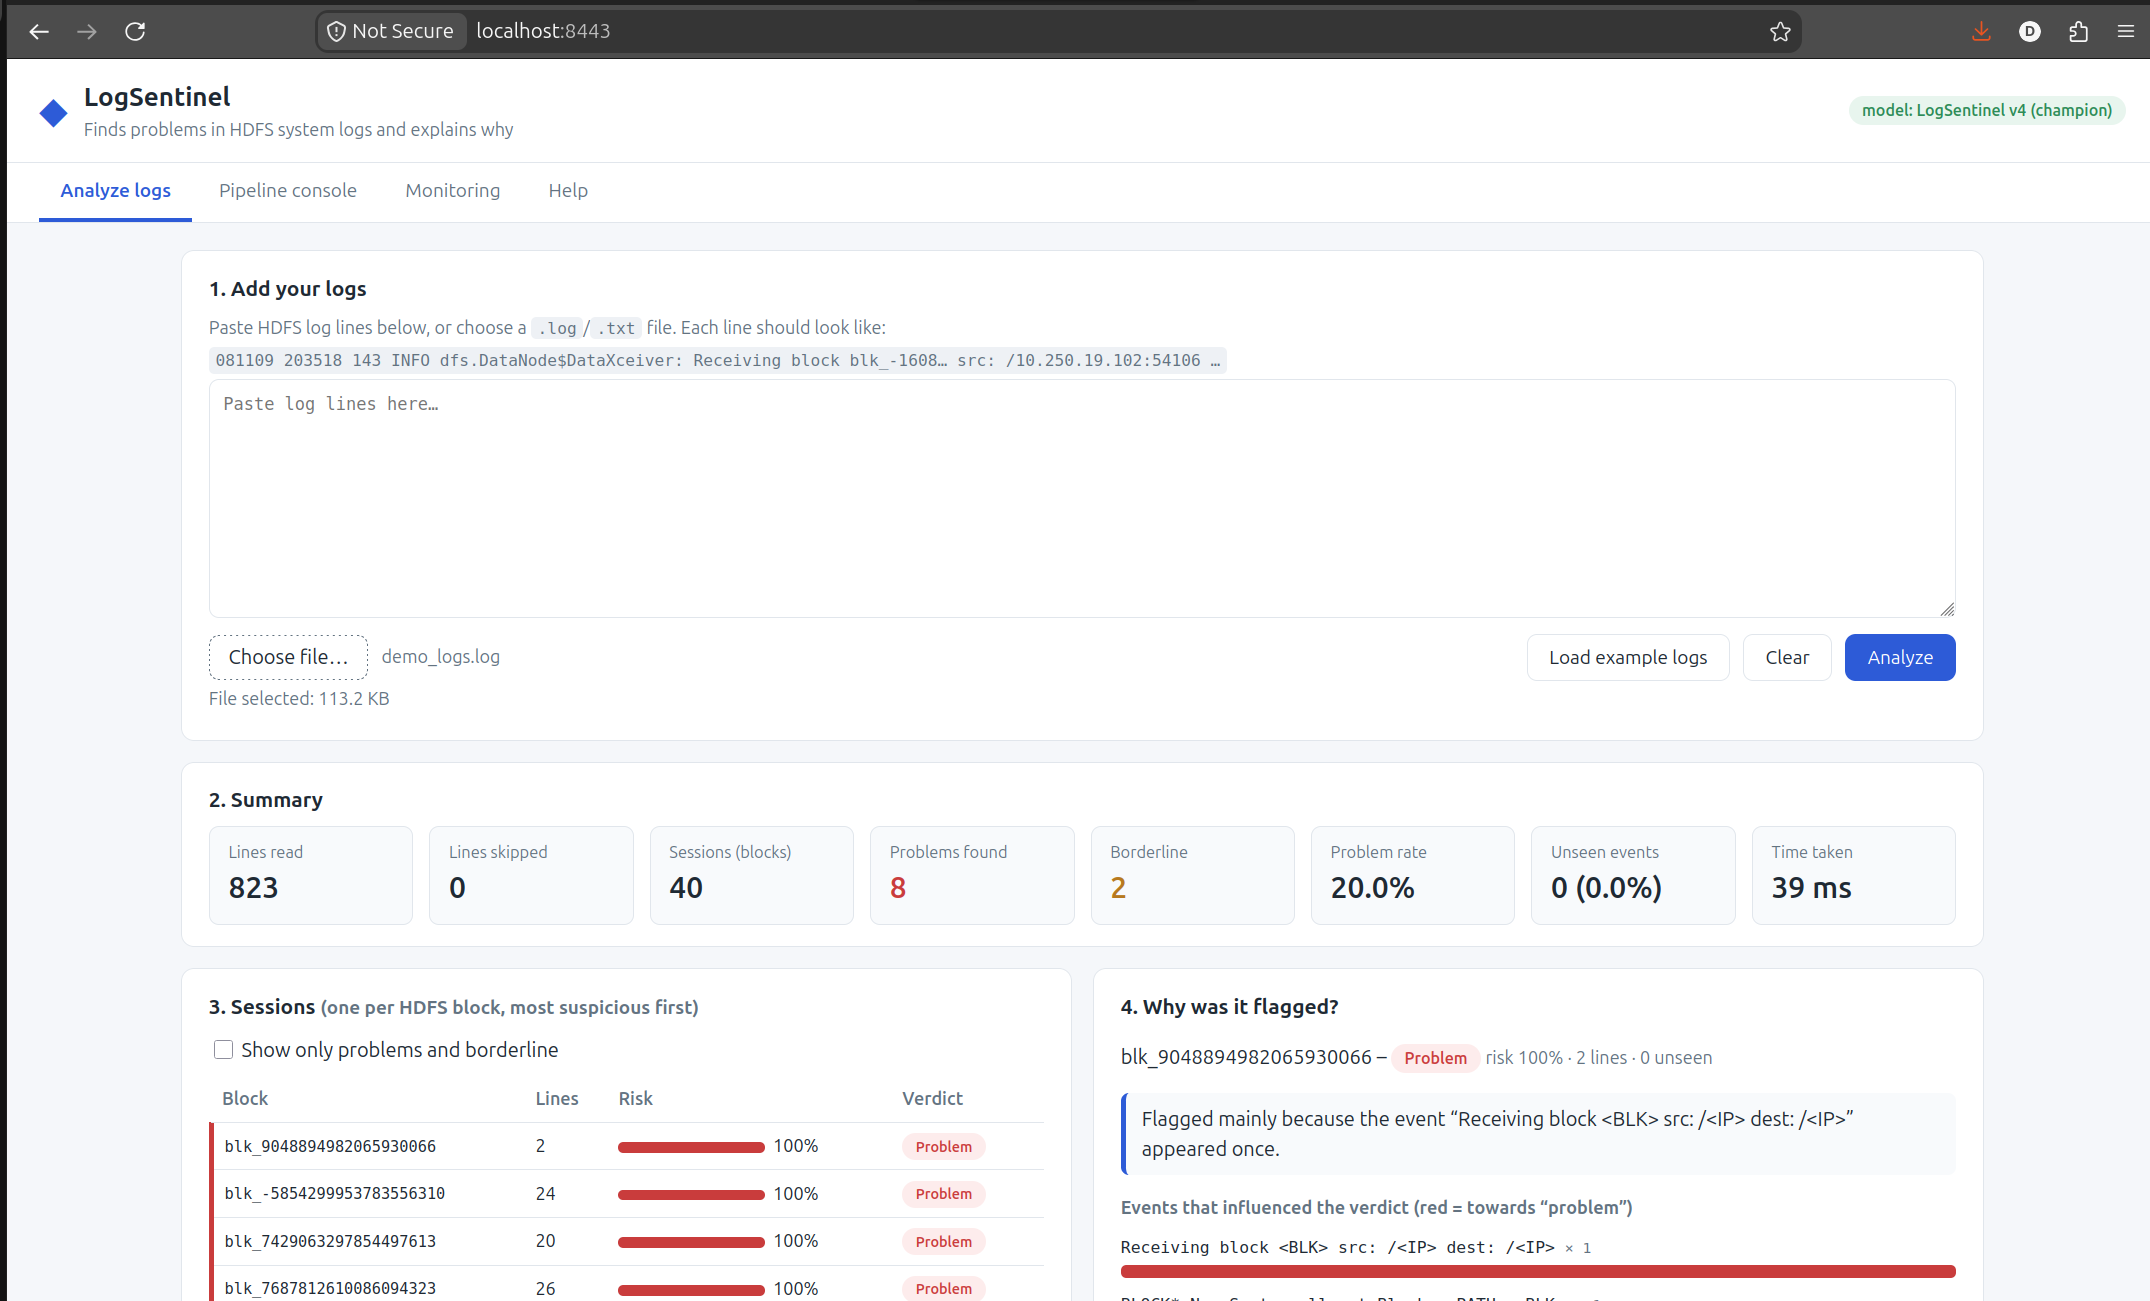 Not Secure localhost:8443
D
LogSentinel
Finds problems in HDFS system logs and explains why
model: LogSentinel v4 (champion)
Analyze logs Pipeline console Monitoring Help
1. Add your logs
Paste HDFS log lines below, or choose a .log / .txt file. Each line should look like:
081109 203518 143 INFO dfs.DataNode$DataXceiver: Receiving block blk_-1608… src: /10.250.19.102:54106 …
Paste log lines here…
Choose file… demo_logs.log
Load example logs Clear Analyze
File selected: 113.2 KB
2. Summary
Lines read Lines skipped Sessions (blocks) Problems found Borderline Problem rate Unseen events Time taken
823 0 40 8 2 20.0% 0 (0.0%) 39 ms
3. Sessions (one per HDFS block, most suspicious first)
Show only problems and borderline
Block Lines Risk Verdict
blk_9048894982065930066 2 100% Problem
blk_-5854299953783556310 24 100% Problem
blk_7429063297854497613 20 100% Problem
blk_7687812610086094323 26 100% Problem
4. Why was it flagged?
blk_9048894982065930066 – Problem risk 100% · 2 lines · 0 unseen
Flagged mainly because the event “Receiving block <BLK> src: /<IP> dest: /<IP>”
appeared once.
Events that influenced the verdict (red = towards “problem”)
Receiving block <BLK> src: /<IP> dest: /<IP> × 1